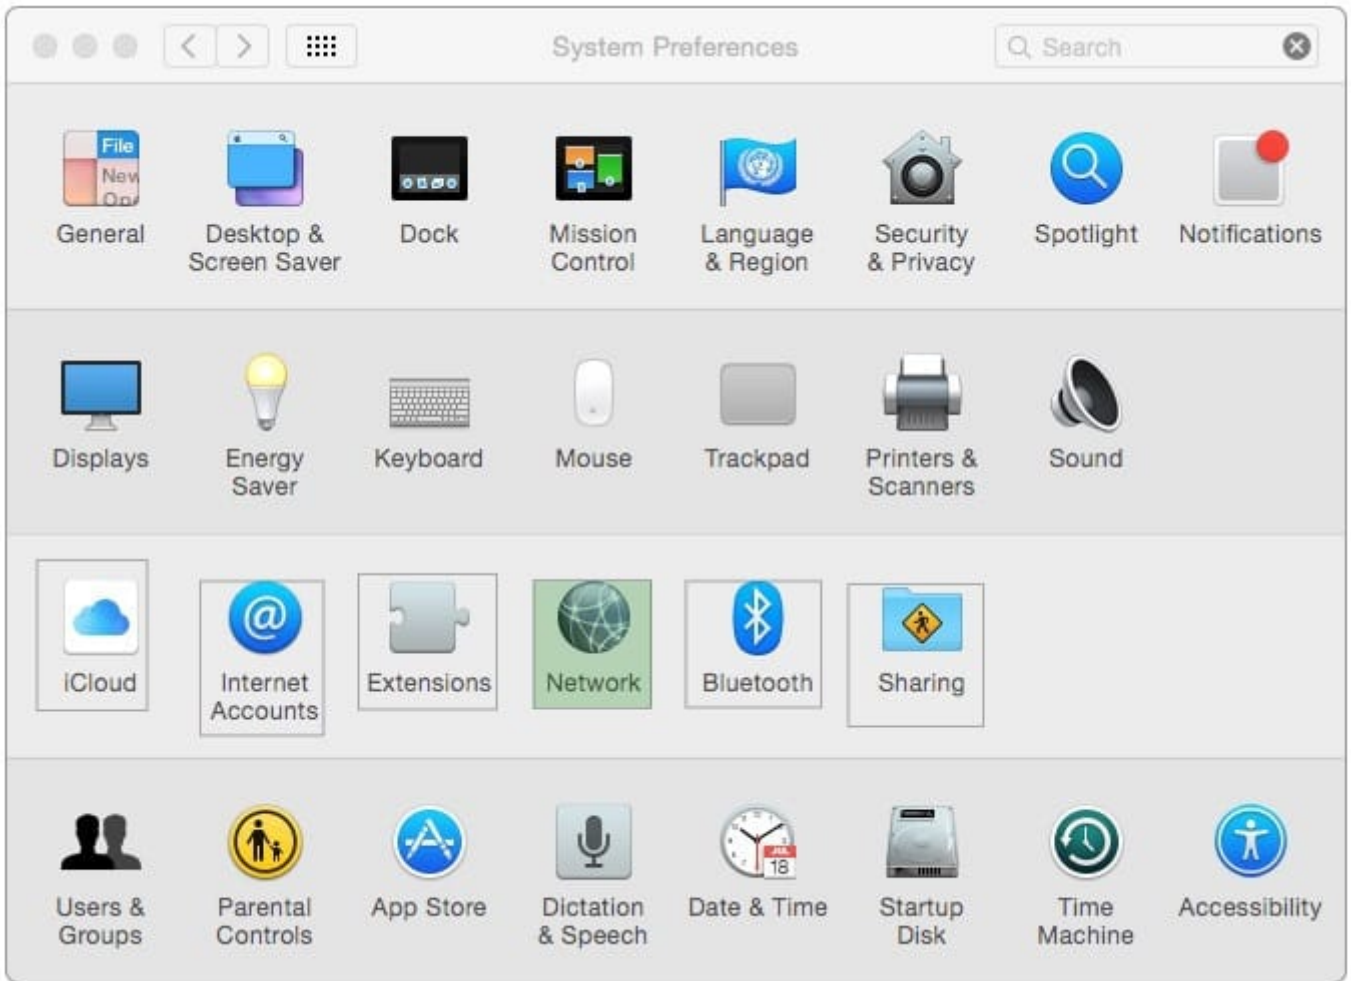 System Preferences
Search
File
New
General
Desktop &
Screen Saver
Dock
Mission
Control
Language
& Region
Security
& Privacy
Spotlight
Notifications
Displays
Energy
Saver
Keyboard
Mouse
Trackpad
Printers &
Scanners
Sound
@
iCloud
Internet
Accounts
Extensions
Network
Bluetooth
Sharing
JUL
18
Users &
Groups
Parental
Controls
App Store
Dictation
& Speech
Date & Time
Startup
Disk
Time
Machine
Accessibility